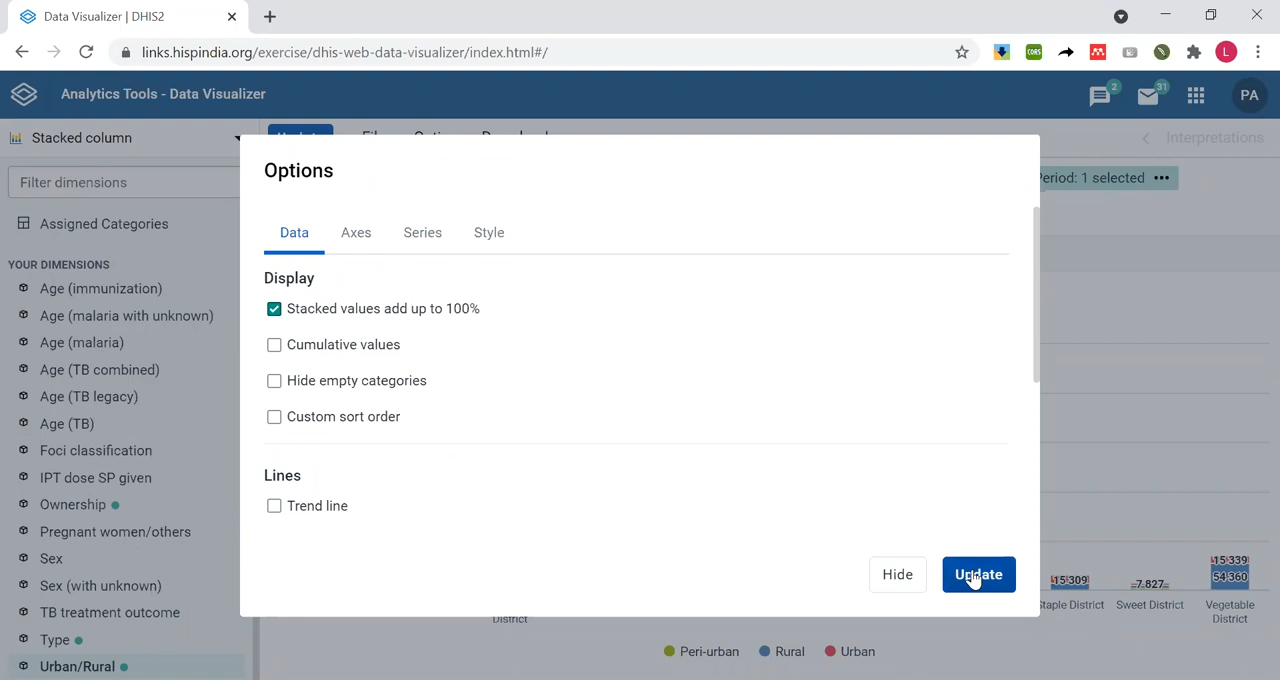 Data Visualizer | DHIS2
links.hispindia.org/exercise/dhis-web-data-visualizer/index.html#/
CORS
L
Analytics Tools - Data Visualizer
2
31
PA
Stacked column
Interpretations
Filter dimensions
Period: 1 selected
Assigned Categories
YOUR DIMENSIONS
Age (immunization)
Age (malaria with unknown)
Age (malaria)
Age (TB combined)
Age (TB legacy)
Age (TB)
Foci classification
IPT dose SP given
Ownership
Pregnant women/others
Sex
Sex (with unknown)
TB treatment outcome
Type
Urban/Rural
Options
Data Axes Series Style
Display
Stacked values add up to 100%
Cumulative values
Hide empty categories
Custom sort order
Lines
Trend line
Hide Update
15 309 7 827 15 339
54 360
Staple District Sweet District Vegetable
District
District
Peri-urban Rural Urban